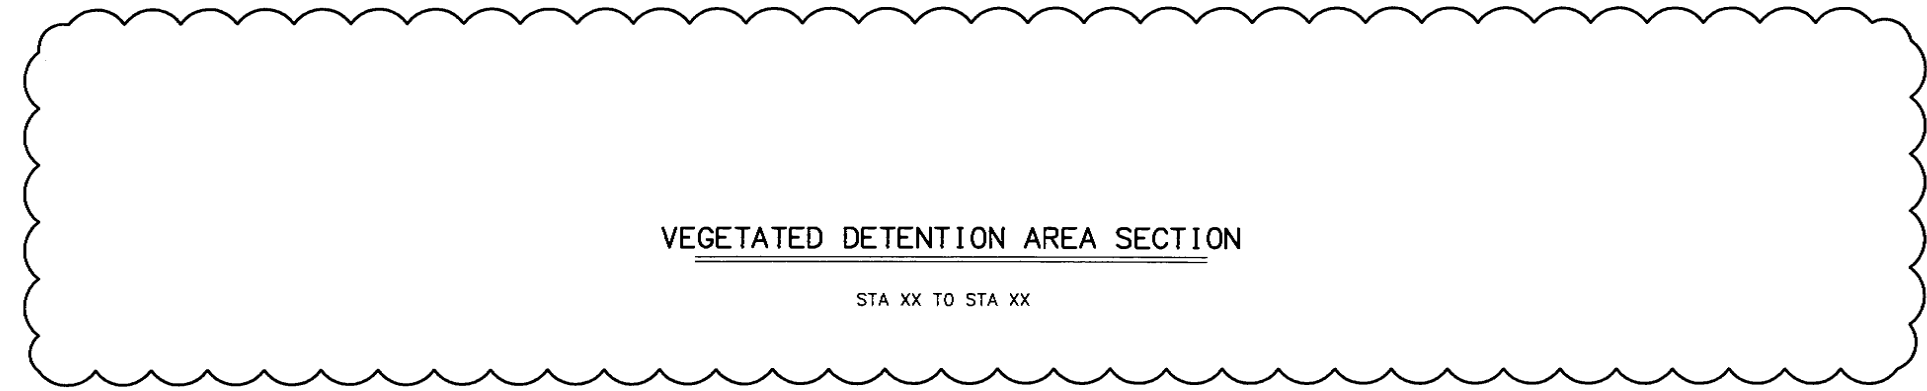 VEGETATED DETENTION AREA SECTION
STA XX TO STA XX